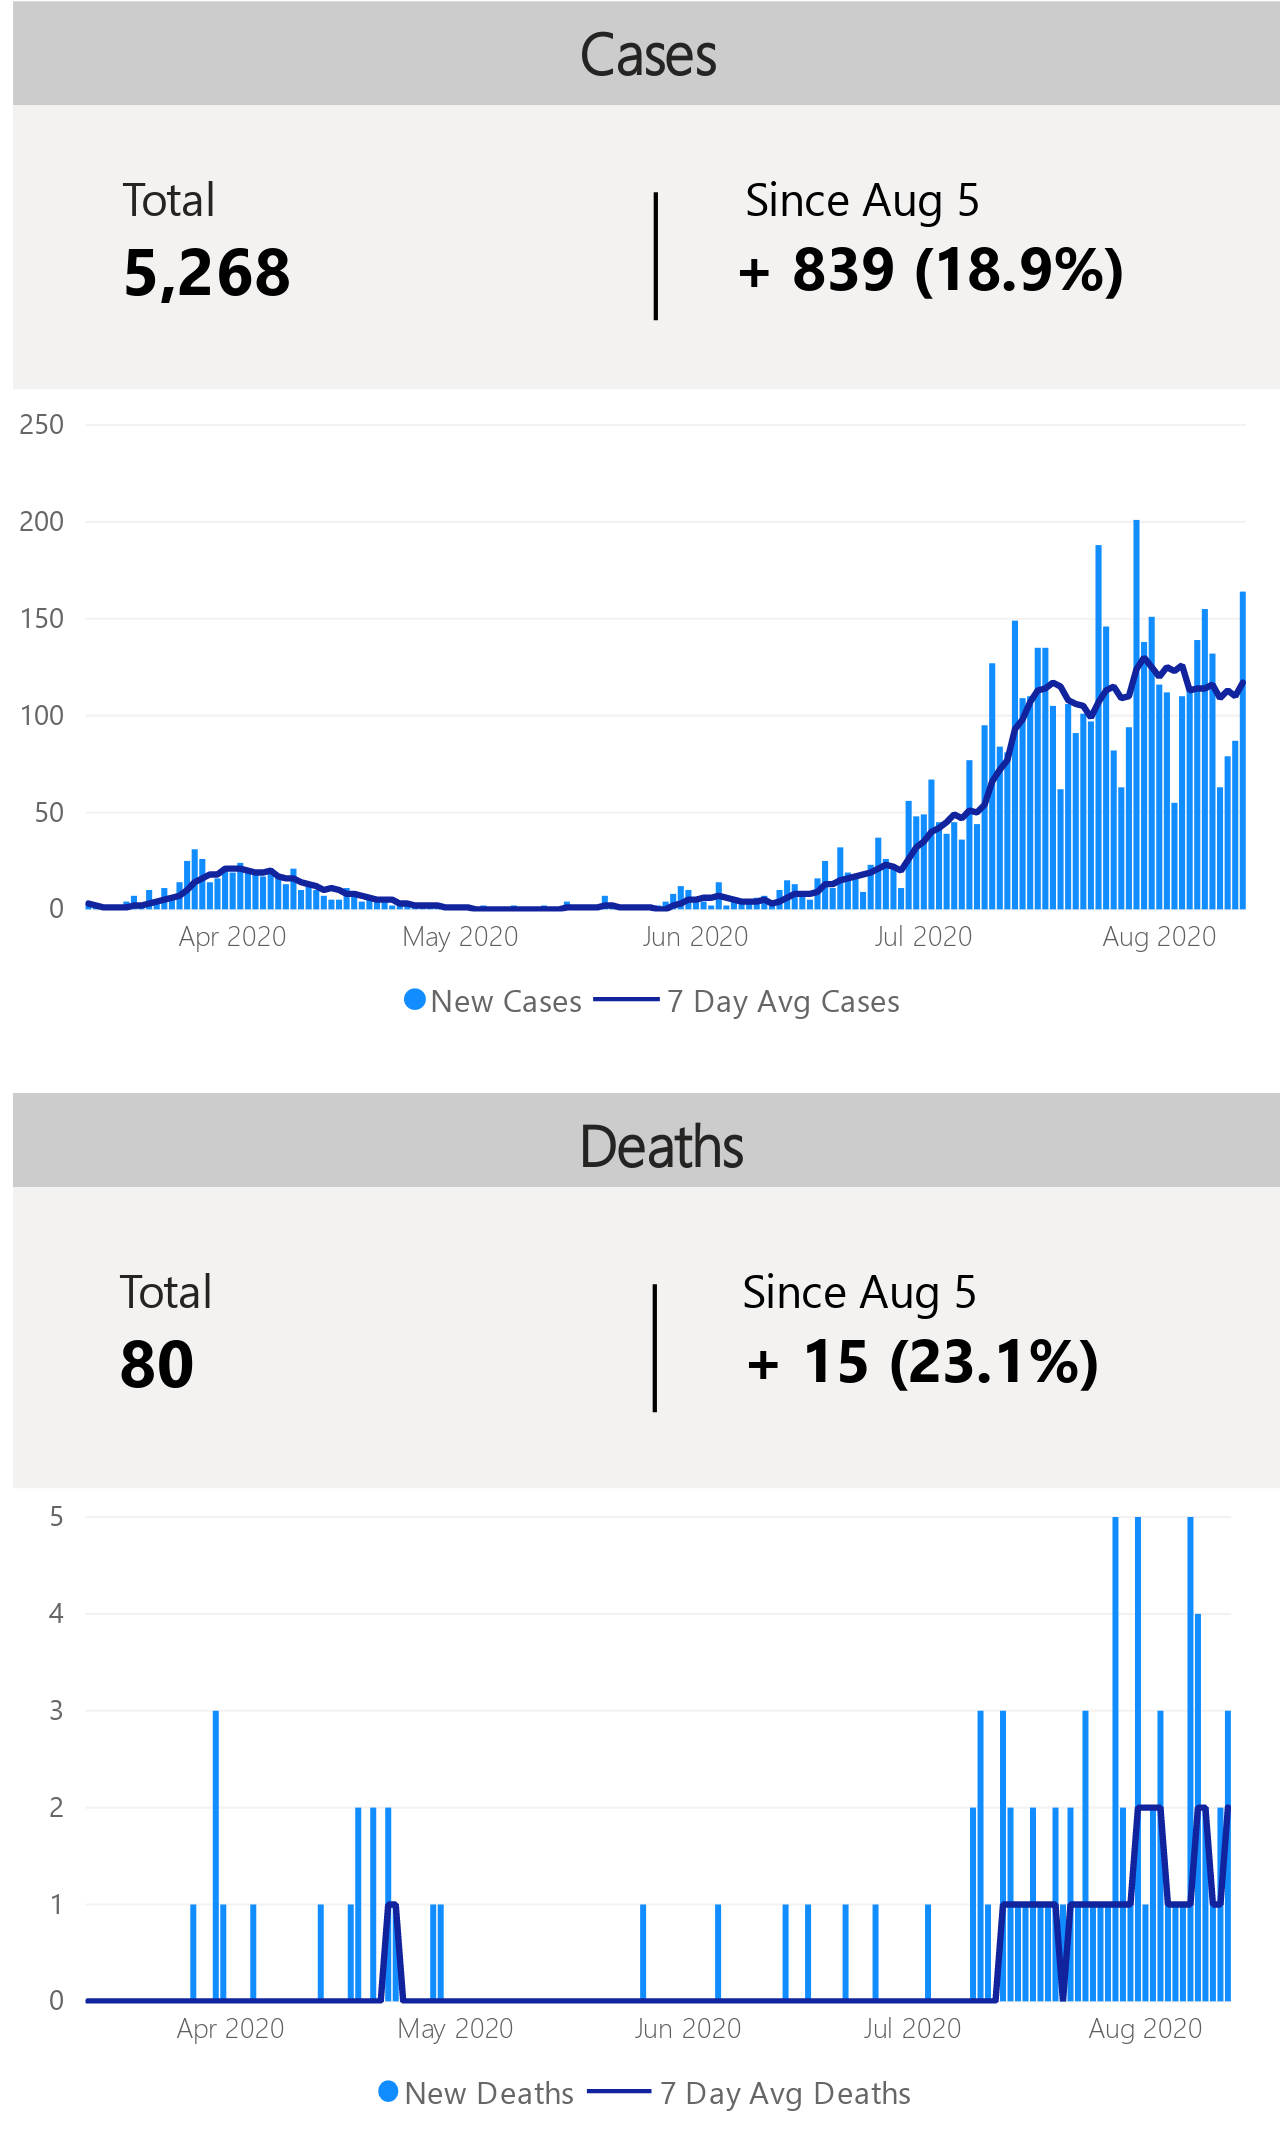 Cases
Total
Since Aug 5
5,268
+ 839 (18.9%)
250
200
150
100
50
0
Apr 2020 May 2020 Jun 2020 Jul 2020 Aug 2020
New Cases 7 Day Avg Cases
Deaths
Total
Since Aug 5
80
+ 15 (23.1%)
5
4
3
2
1
0
Apr 2020 May 2020 Jun 2020 Jul 2020 Aug 2020
New Deaths 7 Day Avg Deaths